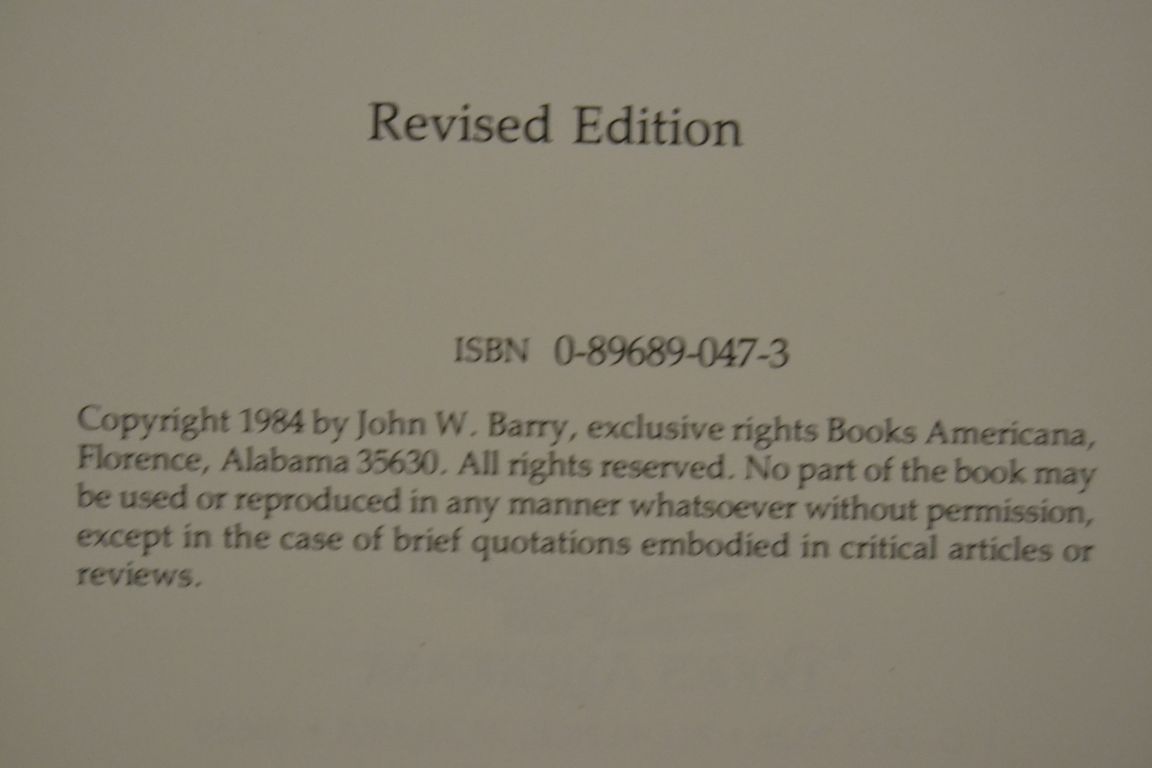 Revised Edition
ISBN 0-89689-047-3
Copyright 1984 by John W. Barry, exclusive rights Books Americana,
Florence, Alabama 35630. All rights reserved. No part of the book may
be used or reproduced in any manner whatsoever without permission,
except in the case of brief quotations embodied in critical articles or
reviews.